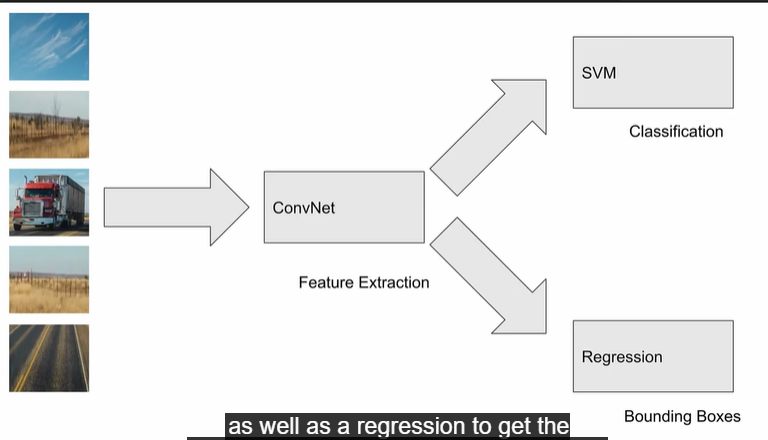 SVM
Classification
ConvNet
Feature Extraction
Regression
Bounding Boxes
as well as a regression to get the